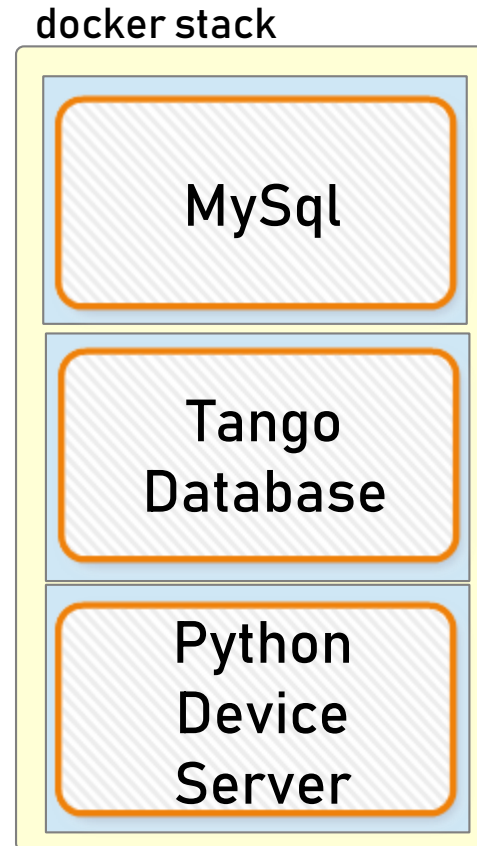 docker stack
MySql
Tango
Database
Python
Device
Server